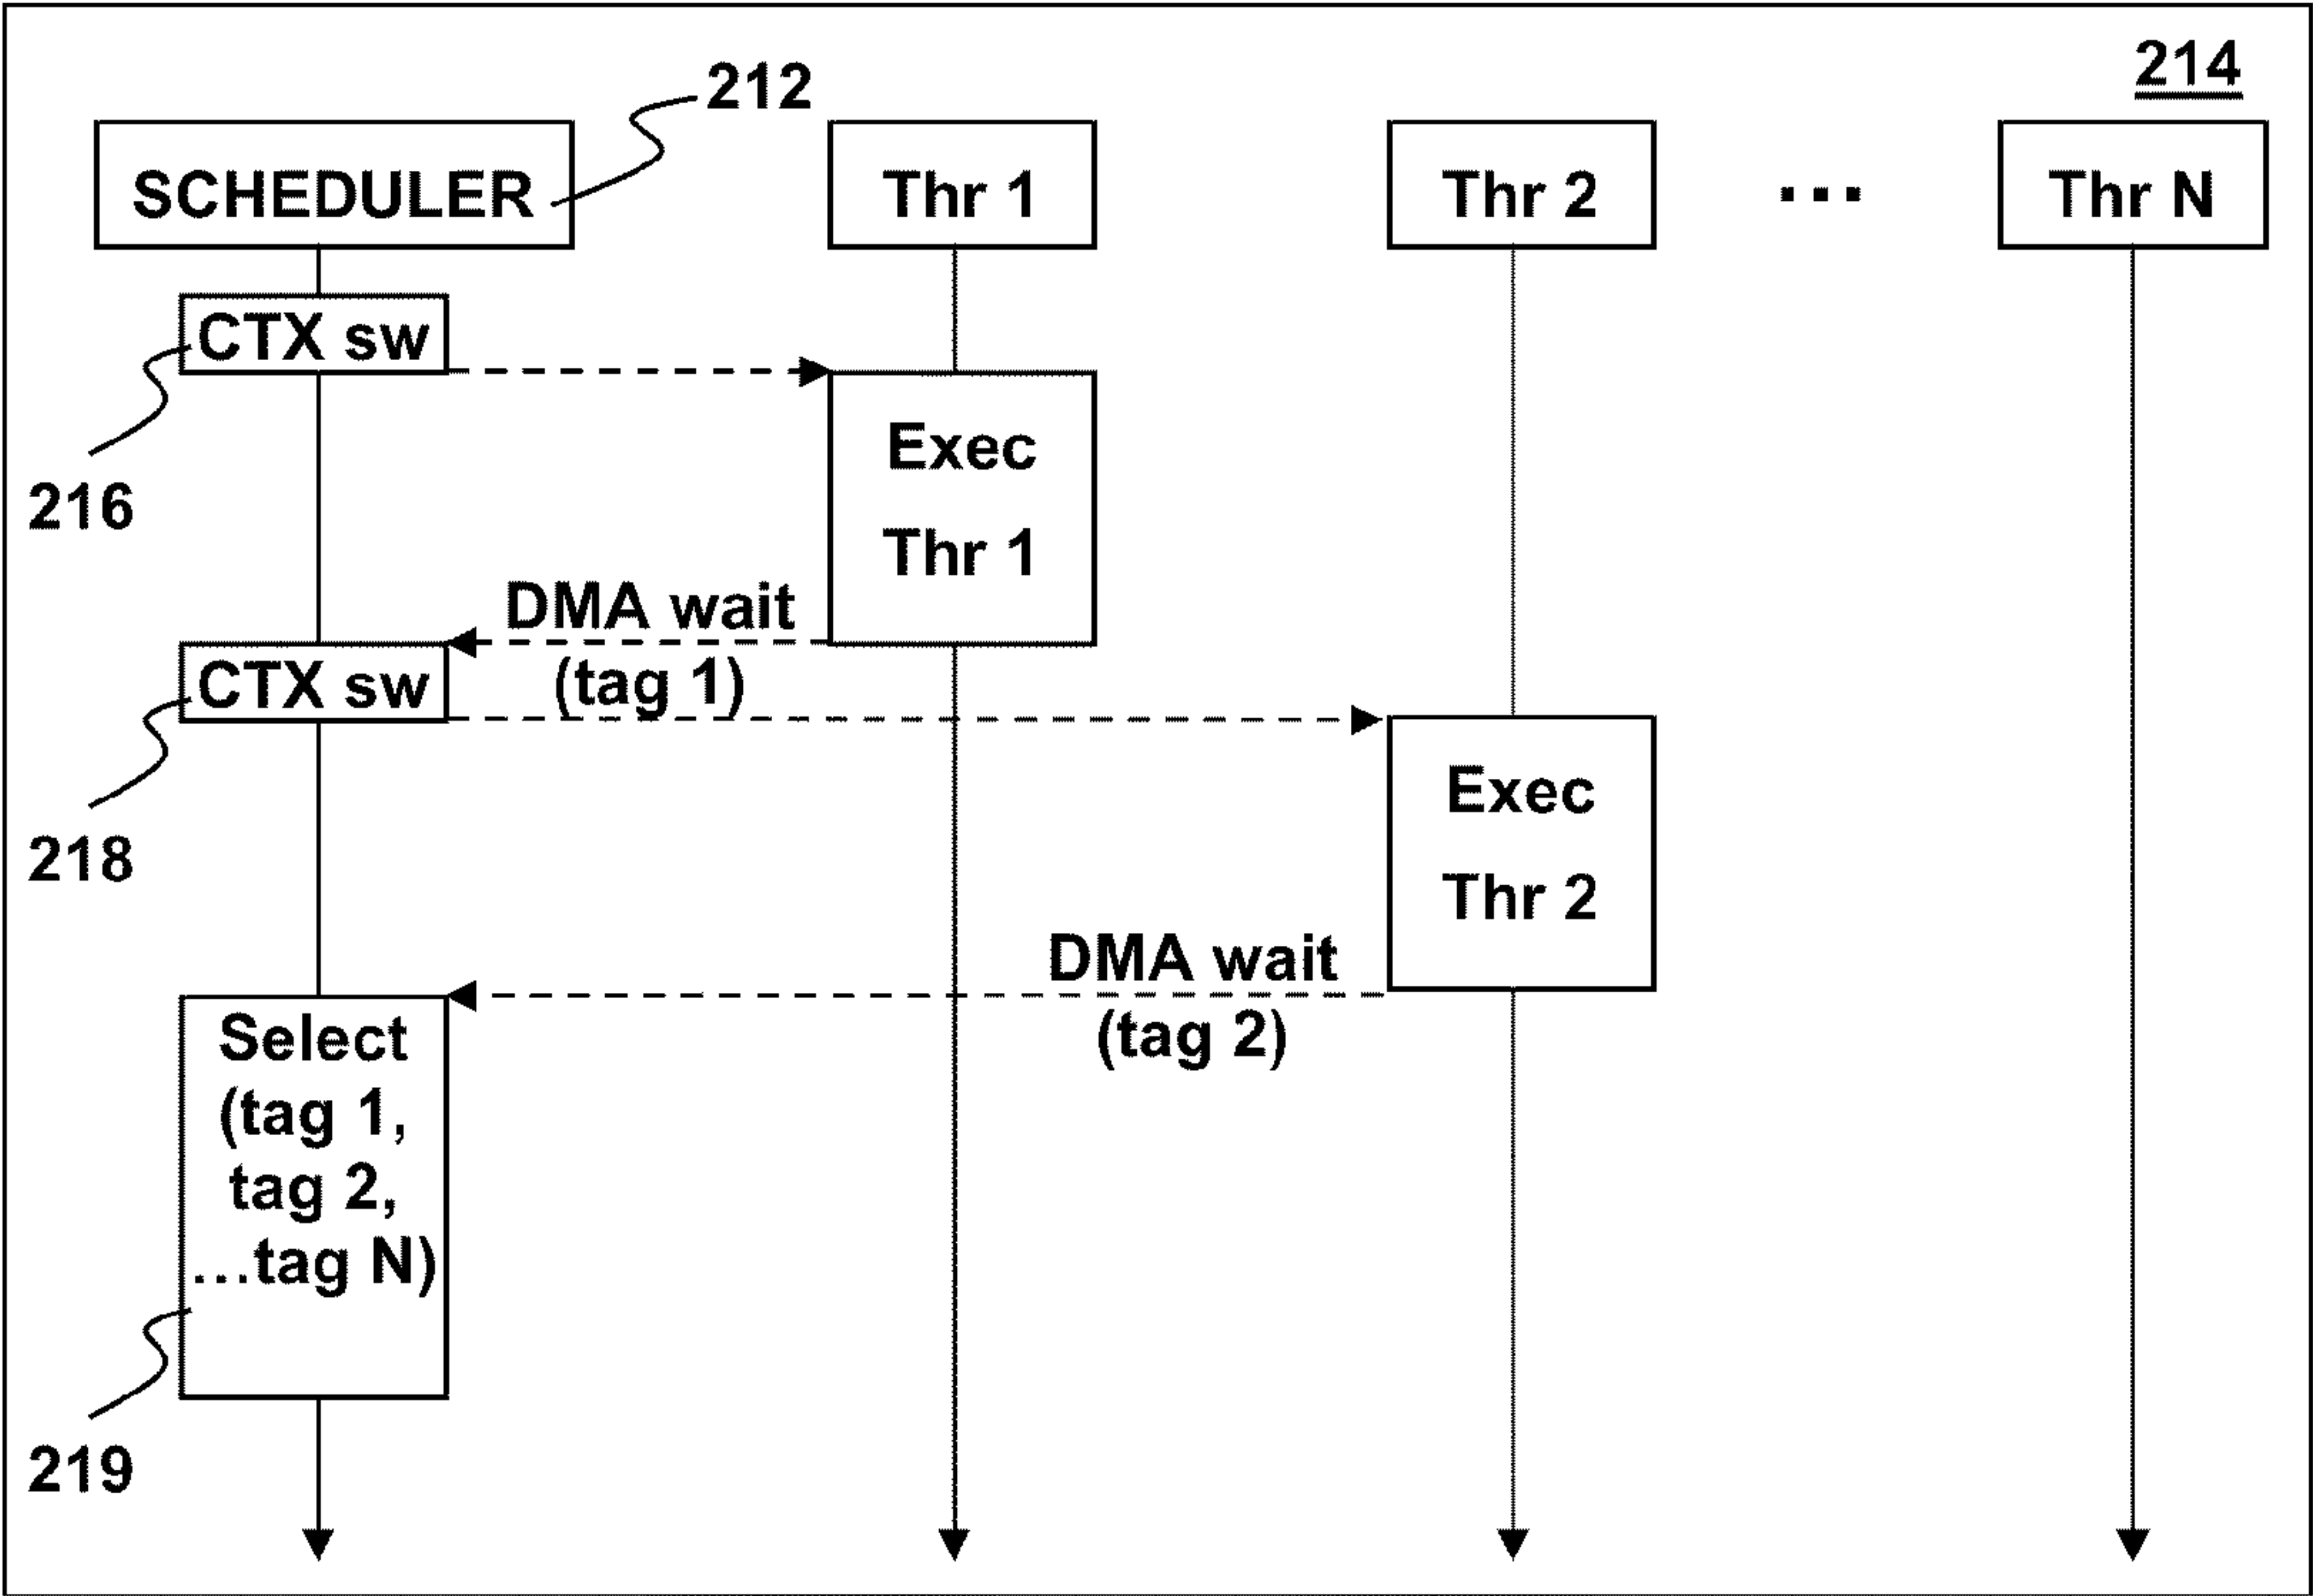 214
212
SCHEDULER
Thr 1
Thr 2
...
Thr N
CTX sw
216
Exec
Thr 1
DMA wait
(tag 1)
CTX sw
218
Exec
Thr 2
DMA wait
(tag 2)
Select
(tag 1,
tag 2,
...tag N)
219